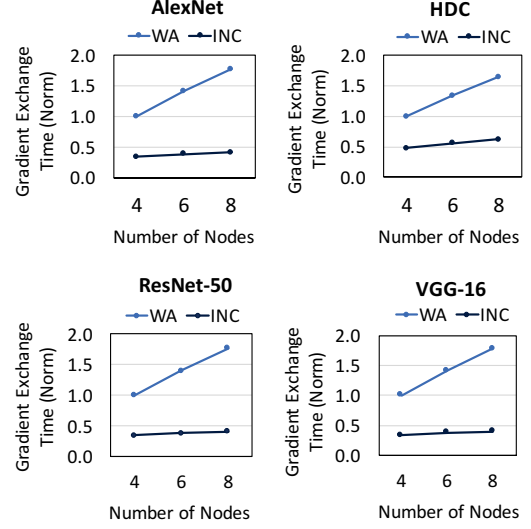 AlexNet
WA INC
Gradient Exchange
Time (Norm)
2.0
1.5
1.0
0.5
0.0
4 6 8
Number of Nodes
HDC
WA INC
Gradient Exchange
Time (Norm)
2.0
1.5
1.0
0.5
0.0
4 6 8
Number of Nodes
ResNet-50
WA INC
Gradient Exchange
Time (Norm)
2.0
1.5
1.0
0.5
0.0
4 6 8
Number of Nodes
VGG-16
WA INC
Gradient Exchange
Time (Norm)
2.0
1.5
1.0
0.5
0.0
4 6 8
Number of Nodes